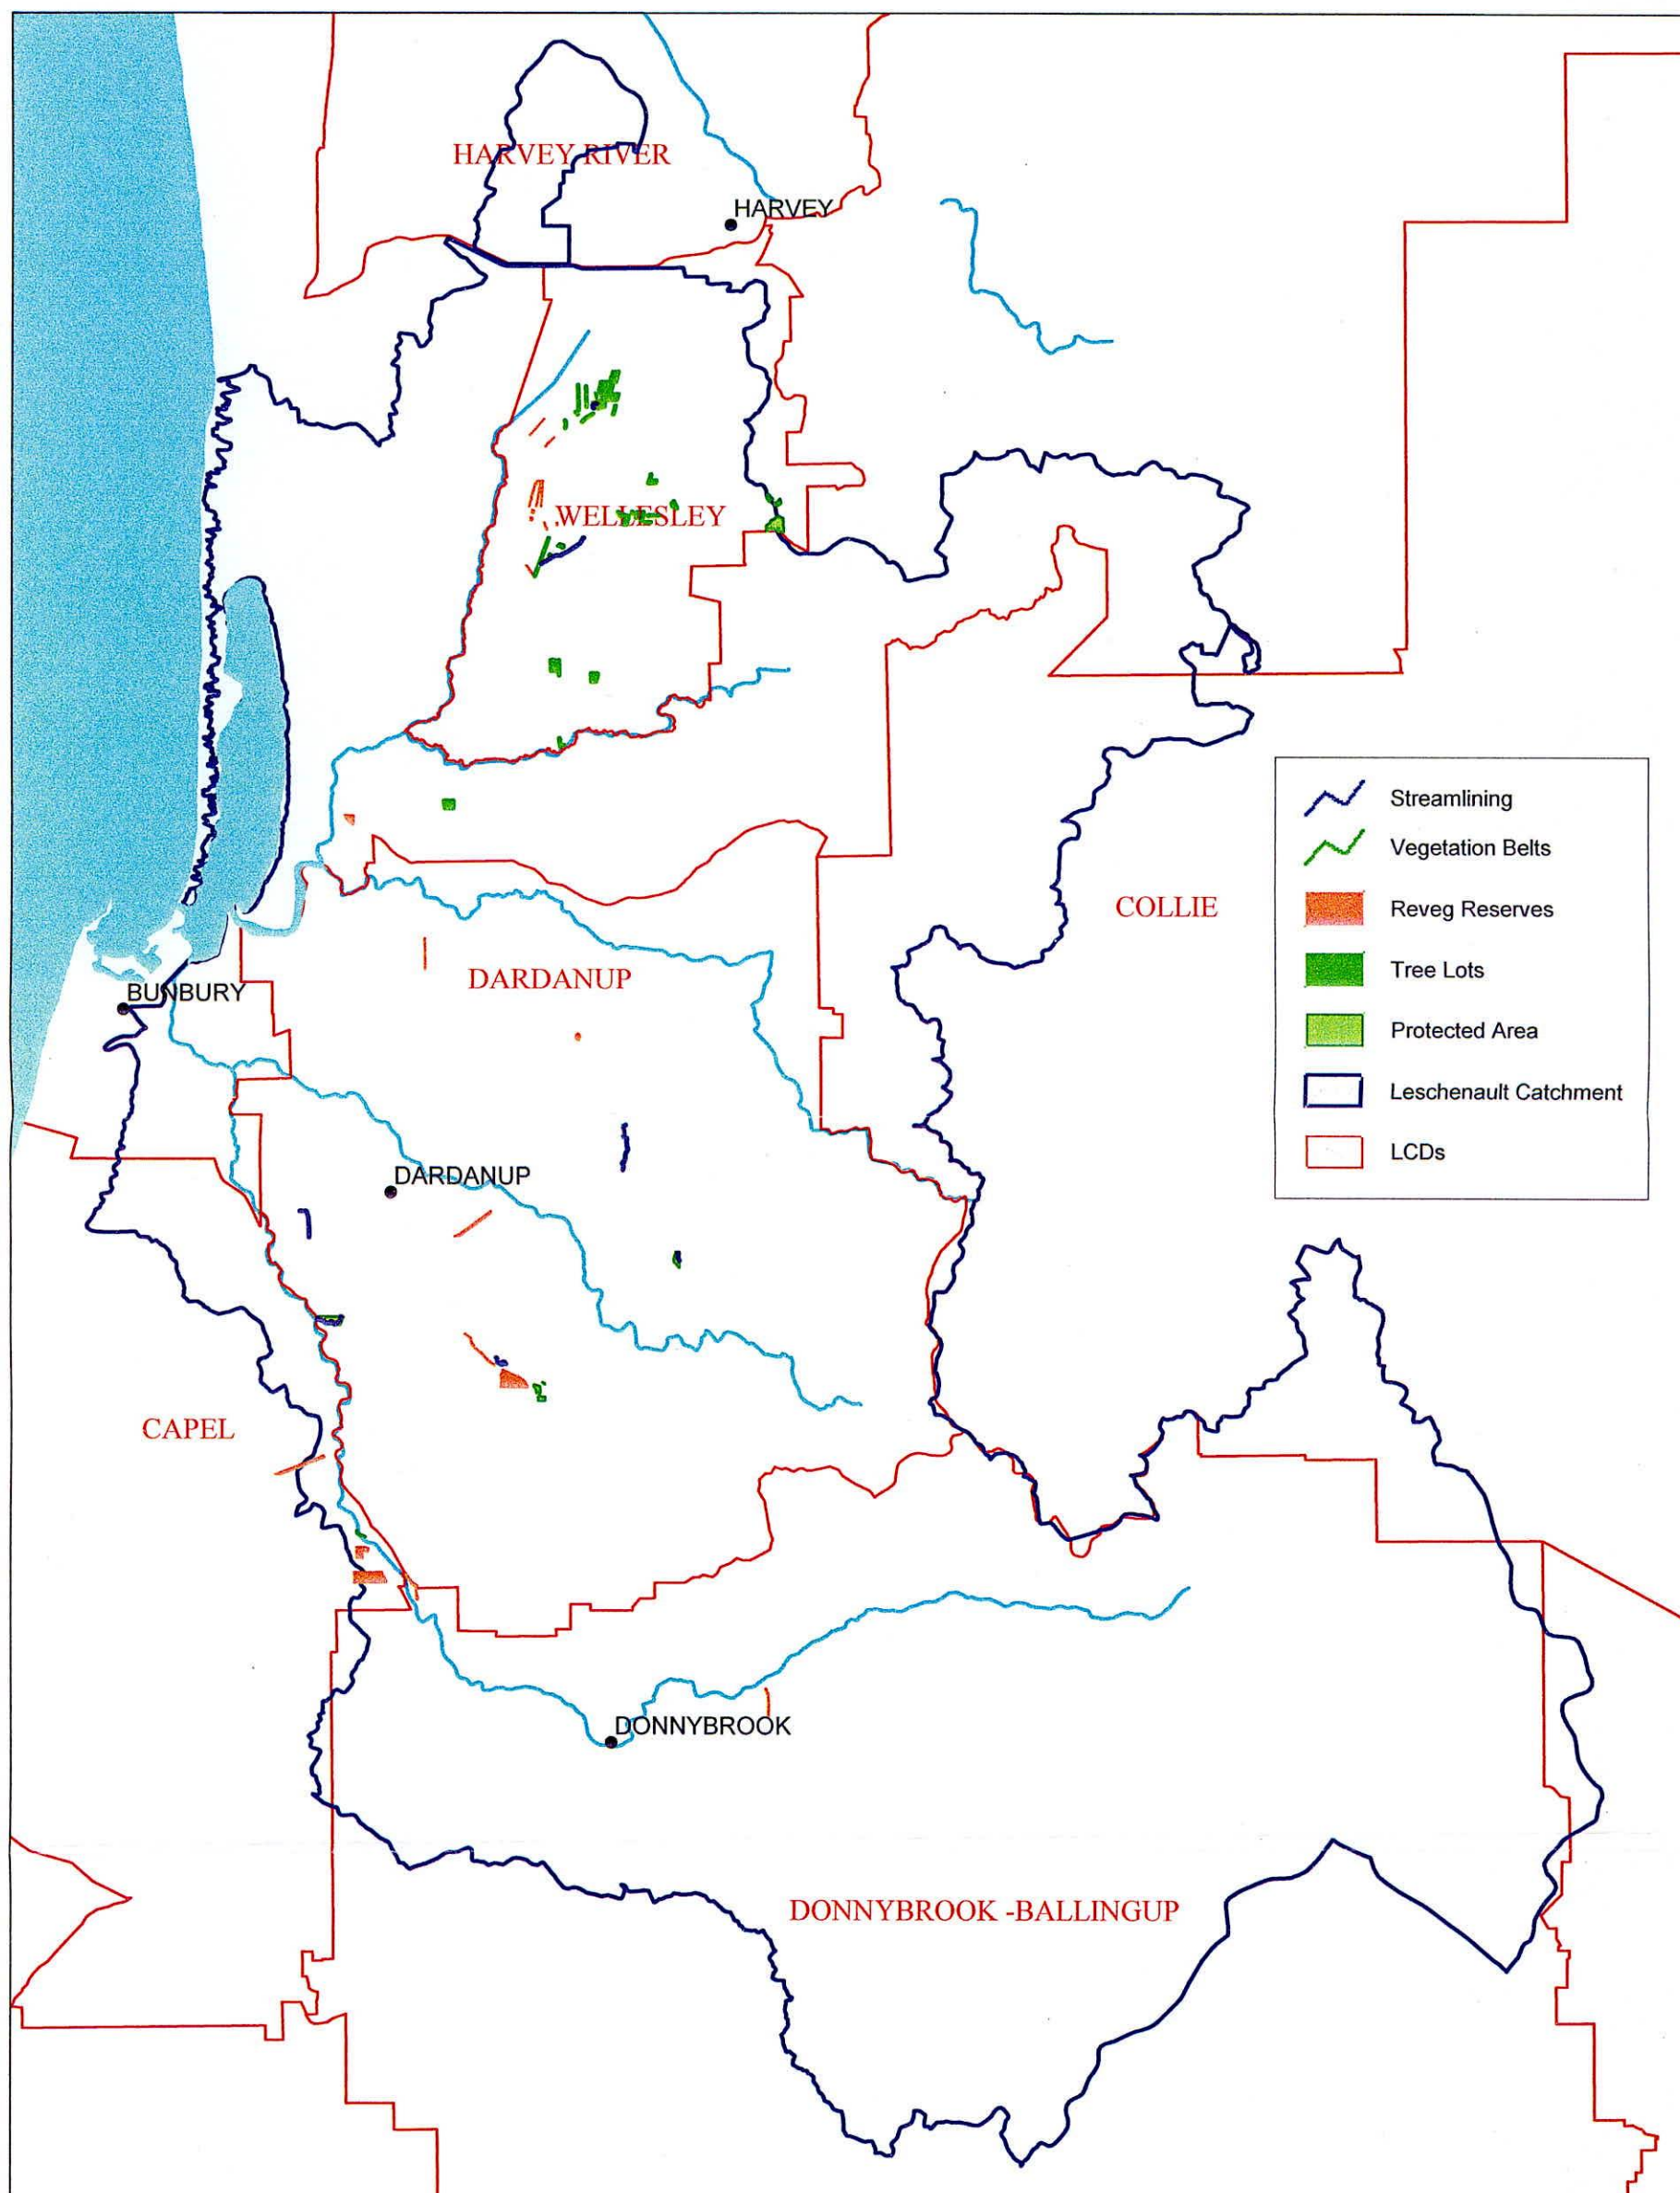 HARVEY RIVER
HARVEY
WELLESLEY
Streamlining
Vegetation Belts
Reveg Reserves
Tree Lots
Protected Area
Leschenault Catchment
LCDs
COLLIE
DARDANUP
BUNBURY
DARDANUP
CAPEL
DONNYBROOK
DONNYBROOK -BALLINGUP